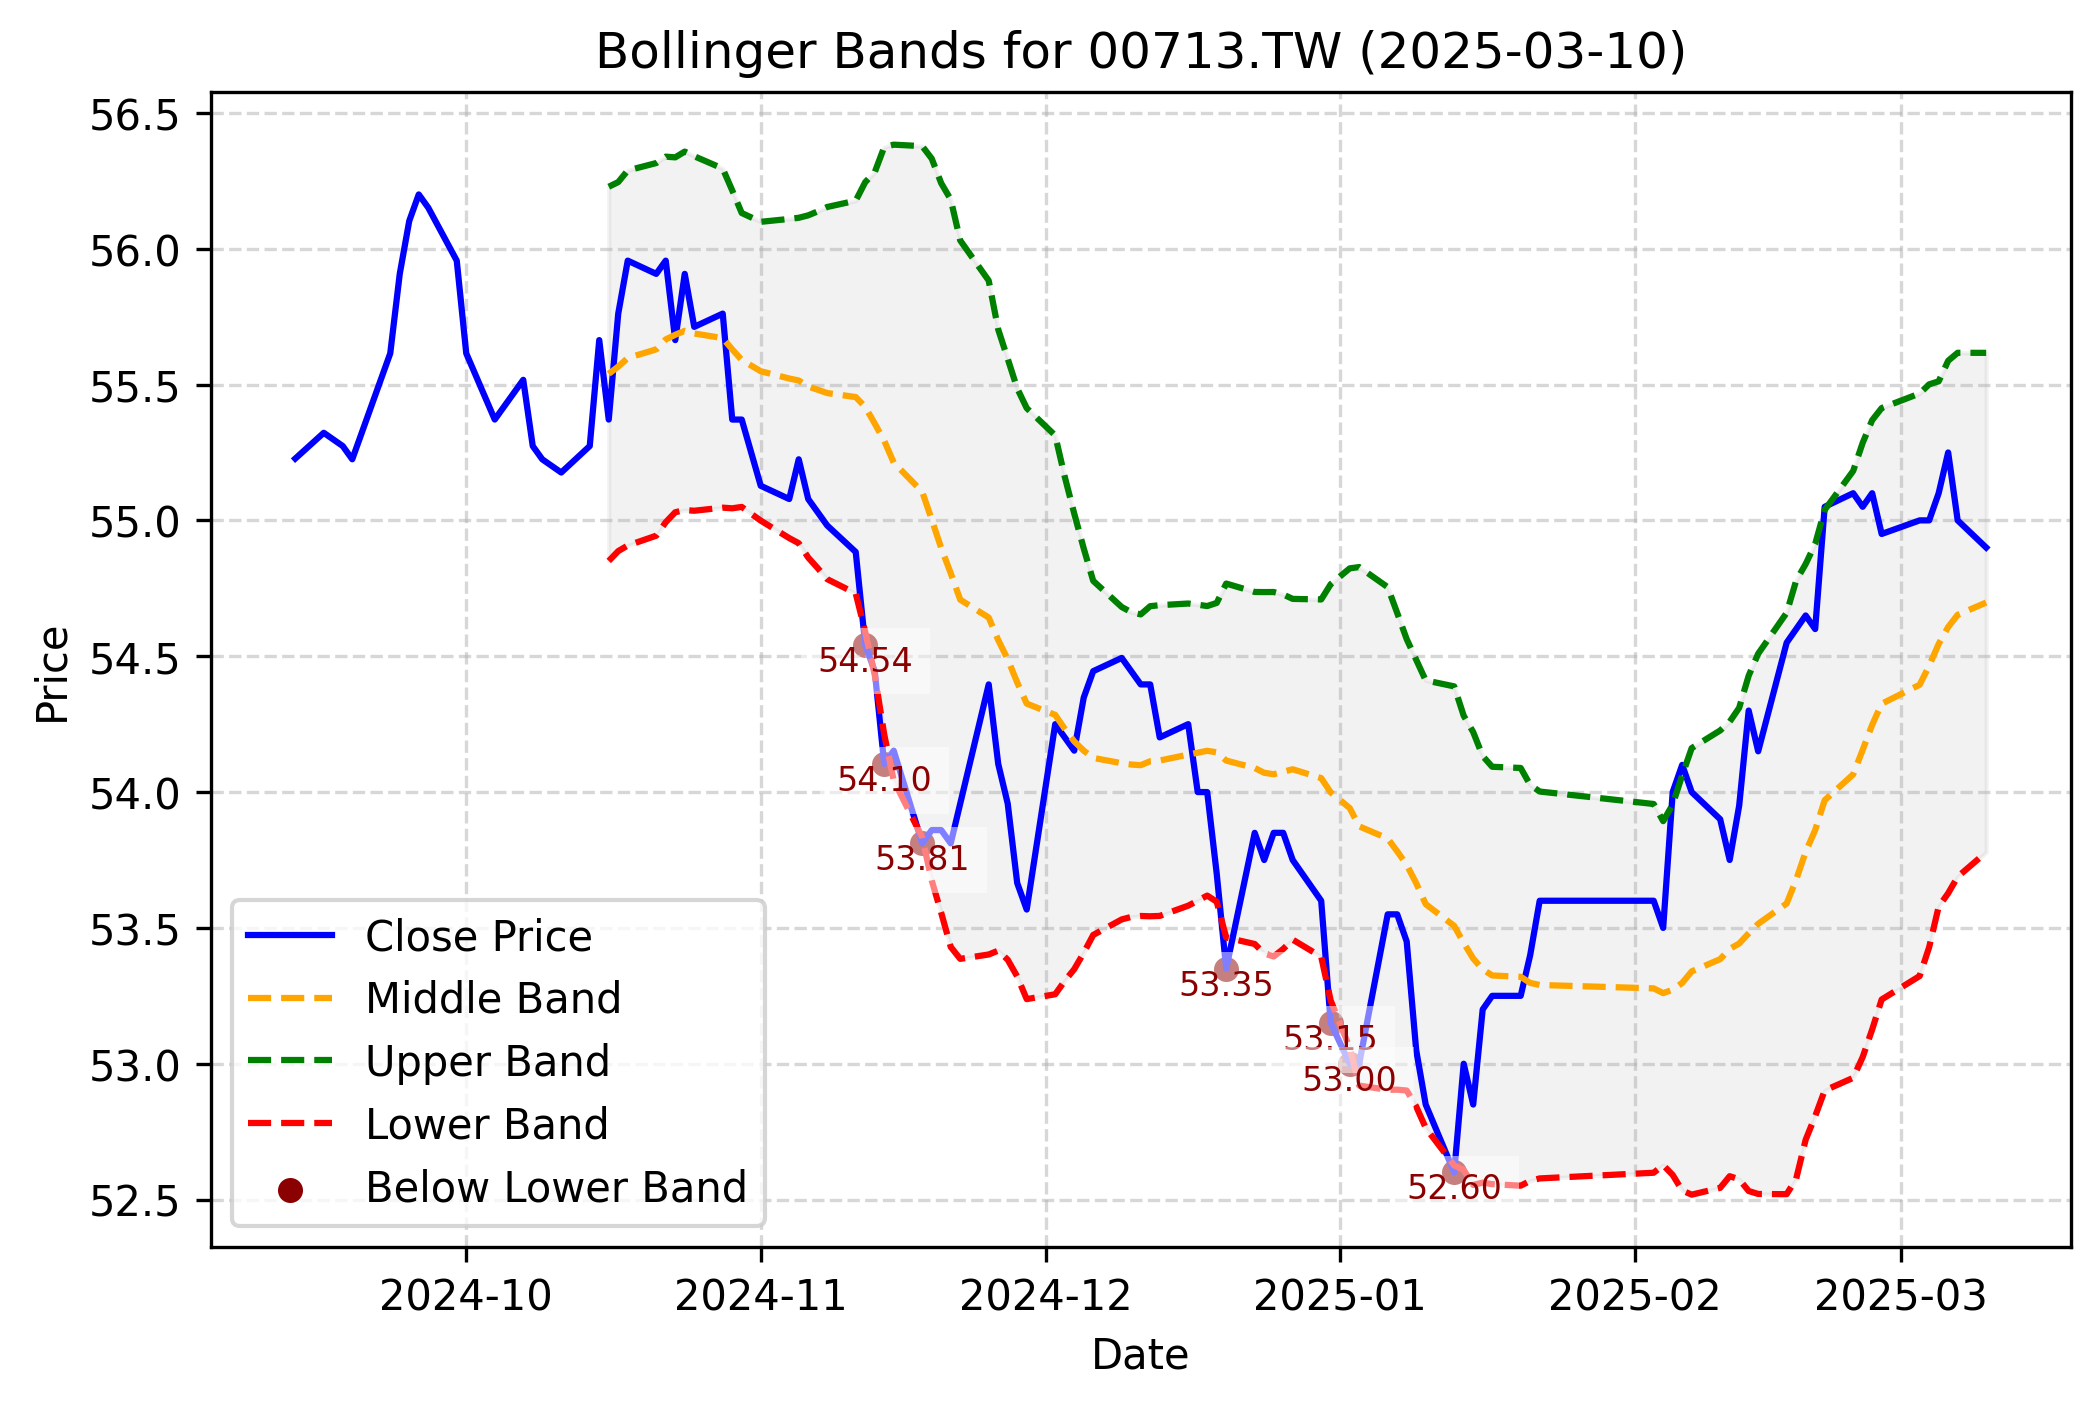 Bollinger Bands for 00713.TW (2025-03-10)
56.5
56.0
55.5
55.0
54.5
54.0
53.5
53.0
52.5
Price
54.54
54.10
53.81
53.35
53.15
53.00
52.60
Close Price
Middle Band
Upper Band
Lower Band
Below Lower Band
2024-10
2024-11
2024-12
2025-01
2025-02
2025-03
Date